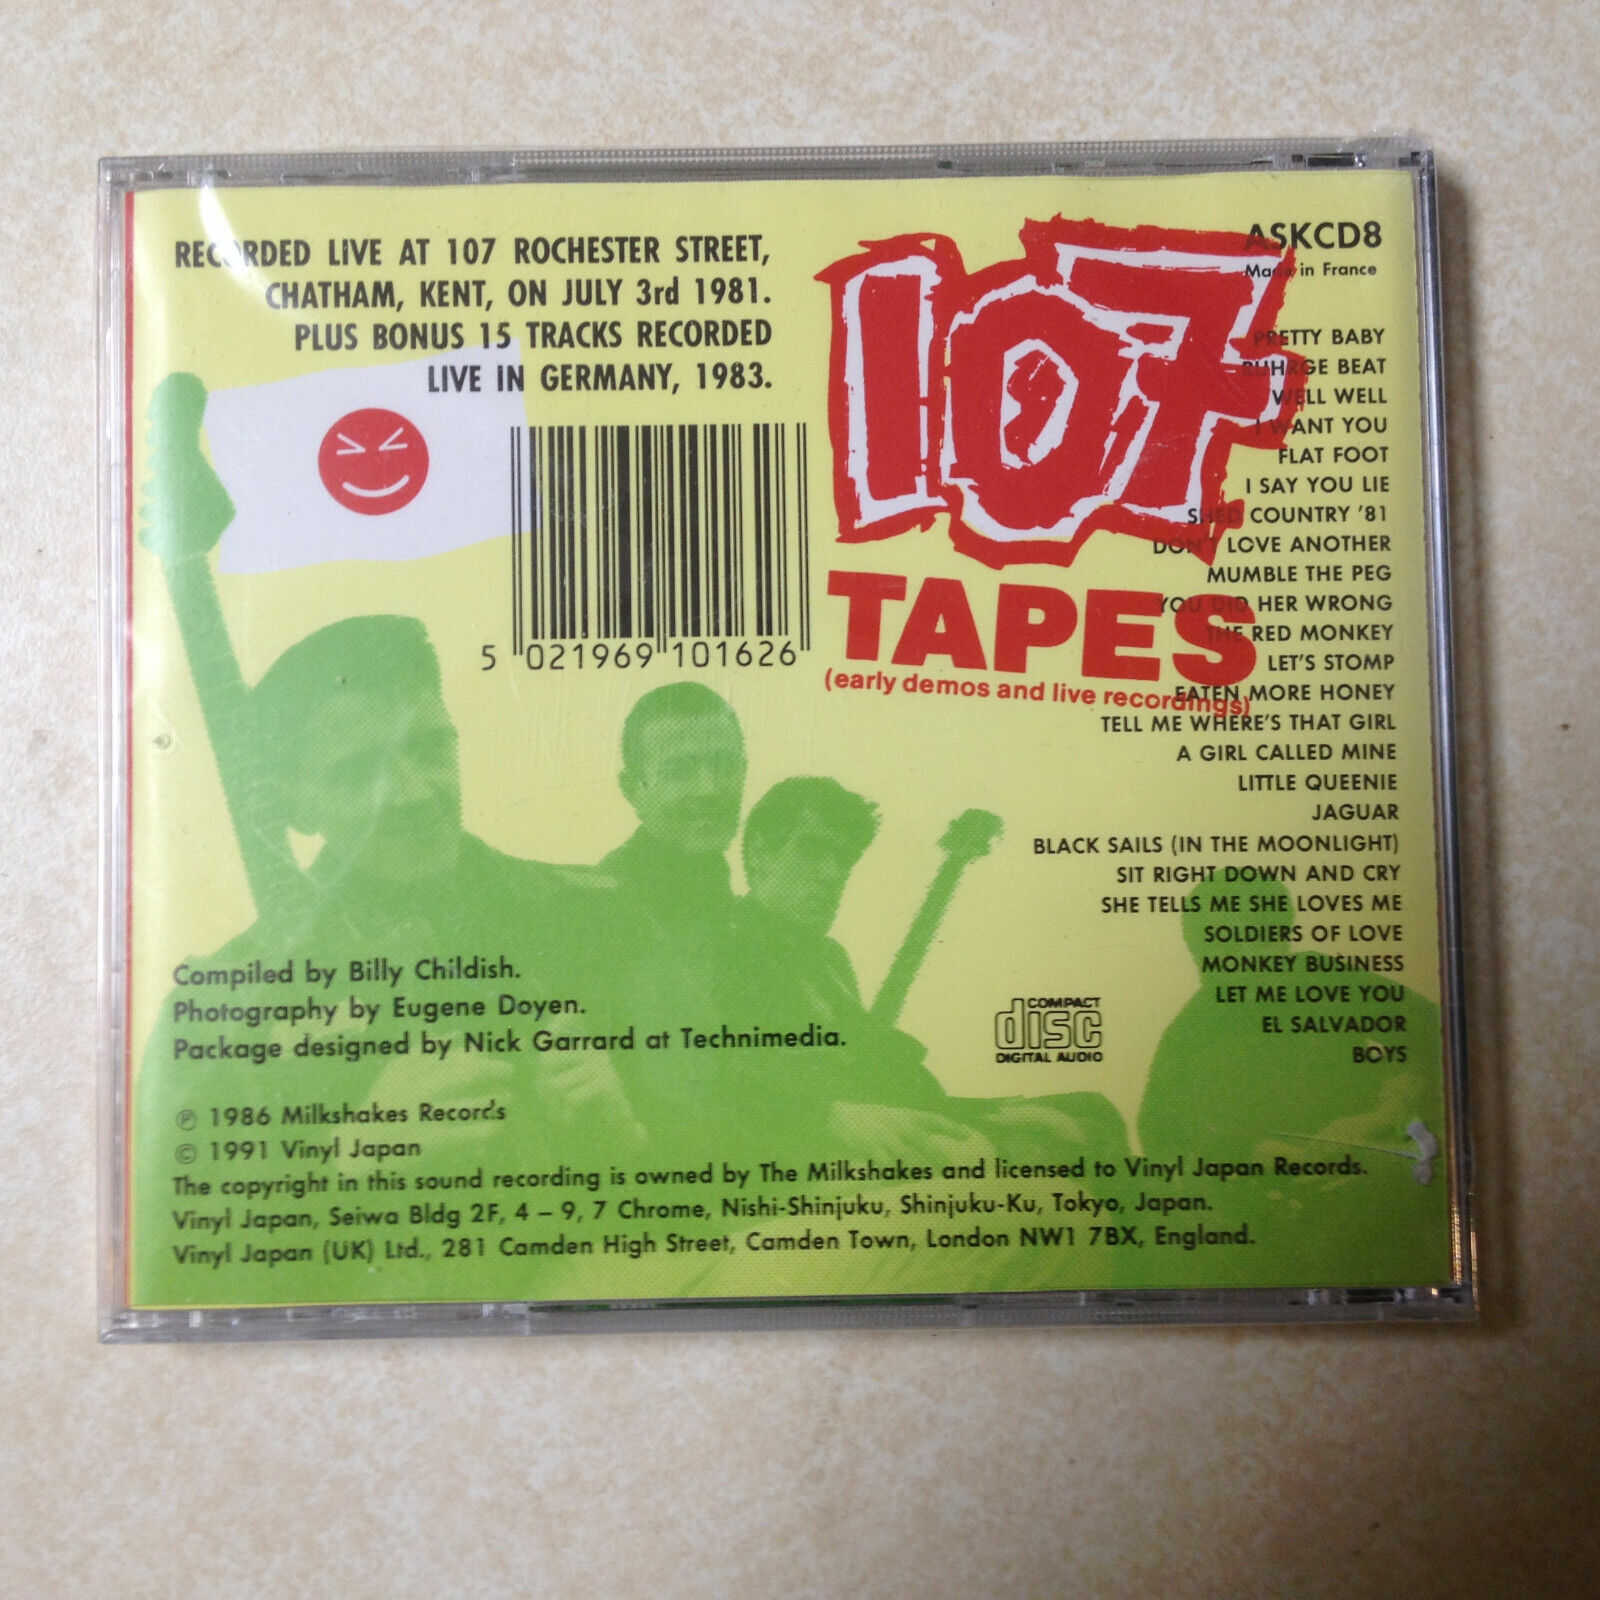 RECORDED LIVE AT 107 ROCHESTER STREET,
CHATHAM, KENT, ON JULY 3rd 1981.
PLUS BONUS 15 TRACKS RECORDED
LIVE IN GERMANY, 1983.
5 021969 101626
107
TAPES
(early demos and live recordings)
ASKCD8
Made in France
PRETTY BABY
RUHRGE BEAT
WELL WELL
I WANT YOU
FLAT FOOT
I SAY YOU LIE
SHED COUNTRY '81
DON'T LOVE ANOTHER
MUMBLE THE PEG
YOU DID HER WRONG
THE RED MONKEY
LET'S STOMP
EATEN MORE HONEY
TELL ME WHERE'S THAT GIRL
A GIRL CALLED MINE
LITTLE QUEENIE
JAGUAR
BLACK SAILS (IN THE MOONLIGHT)
SIT RIGHT DOWN AND CRY
SHE TELLS ME SHE LOVES ME
SOLDIERS OF LOVE
MONKEY BUSINESS
LET ME LOVE YOU
EL SALVADOR
BOYS
Compiled by Billy Childish.
Photography by Eugene Doyen.
Package designed by Nick Garrard at Technimedia.
COMPACT
disc
DIGITAL AUDIO
℗ 1986 Milkshakes Records
© 1991 Vinyl Japan
The copyright in this sound recording is owned by The Milkshakes and licensed to Vinyl Japan Records.
Vinyl Japan, Seiwa Bldg 2F, 4 – 9, 7 Chrome, Nishi-Shinjuku, Shinjuku-Ku, Tokyo, Japan.
Vinyl Japan (UK) Ltd., 281 Camden High Street, Camden Town, London NW1 7BX, England.